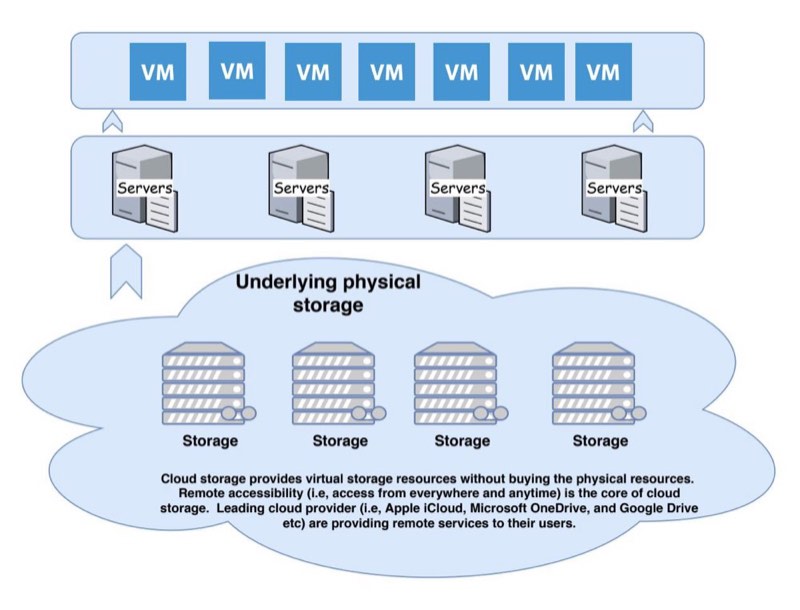 VM VM VM VM VM VM VM
Servers Servers Servers Servers
Underlying physical
storage
Storage Storage Storage Storage
Cloud storage provides virtual storage resources without buying the physical resources.
Remote accessibility (i.e, access from everywhere and anytime) is the core of cloud
storage.  Leading cloud provider (i.e, Apple iCloud, Microsoft OneDrive, and Google Drive
etc) are providing remote services to their users.